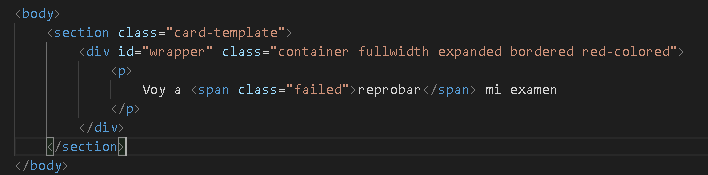 <body>
<section class="card-template">
<div id="wrapper" class="container fullwidth expanded bordered red-colored">
<p>
Voy a <span class="failed">reprobar</span> mi examen
</p>
</div>
</section>
</body>